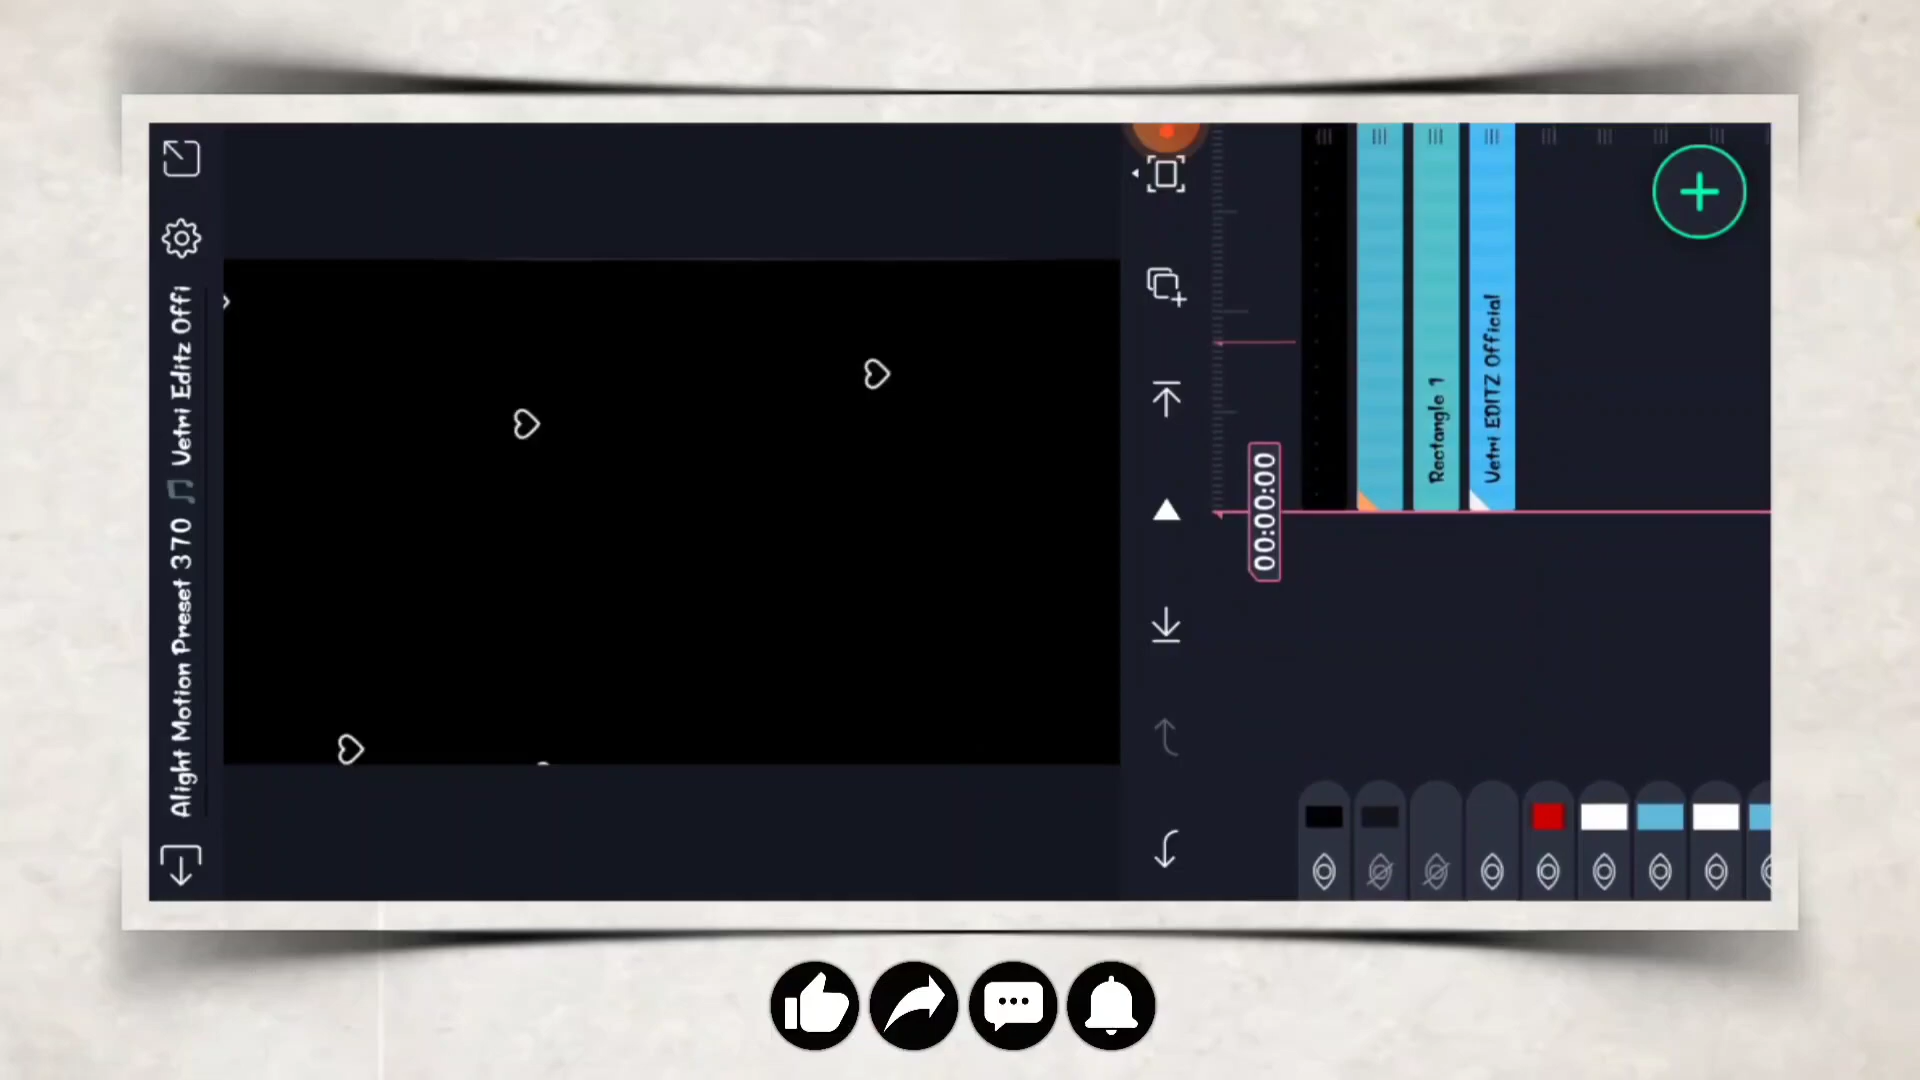 Alight Motion Preset 370 🎵 Vetri Editz Offi
00:00:00
Rectangle 1
Vetri EDITZ Official